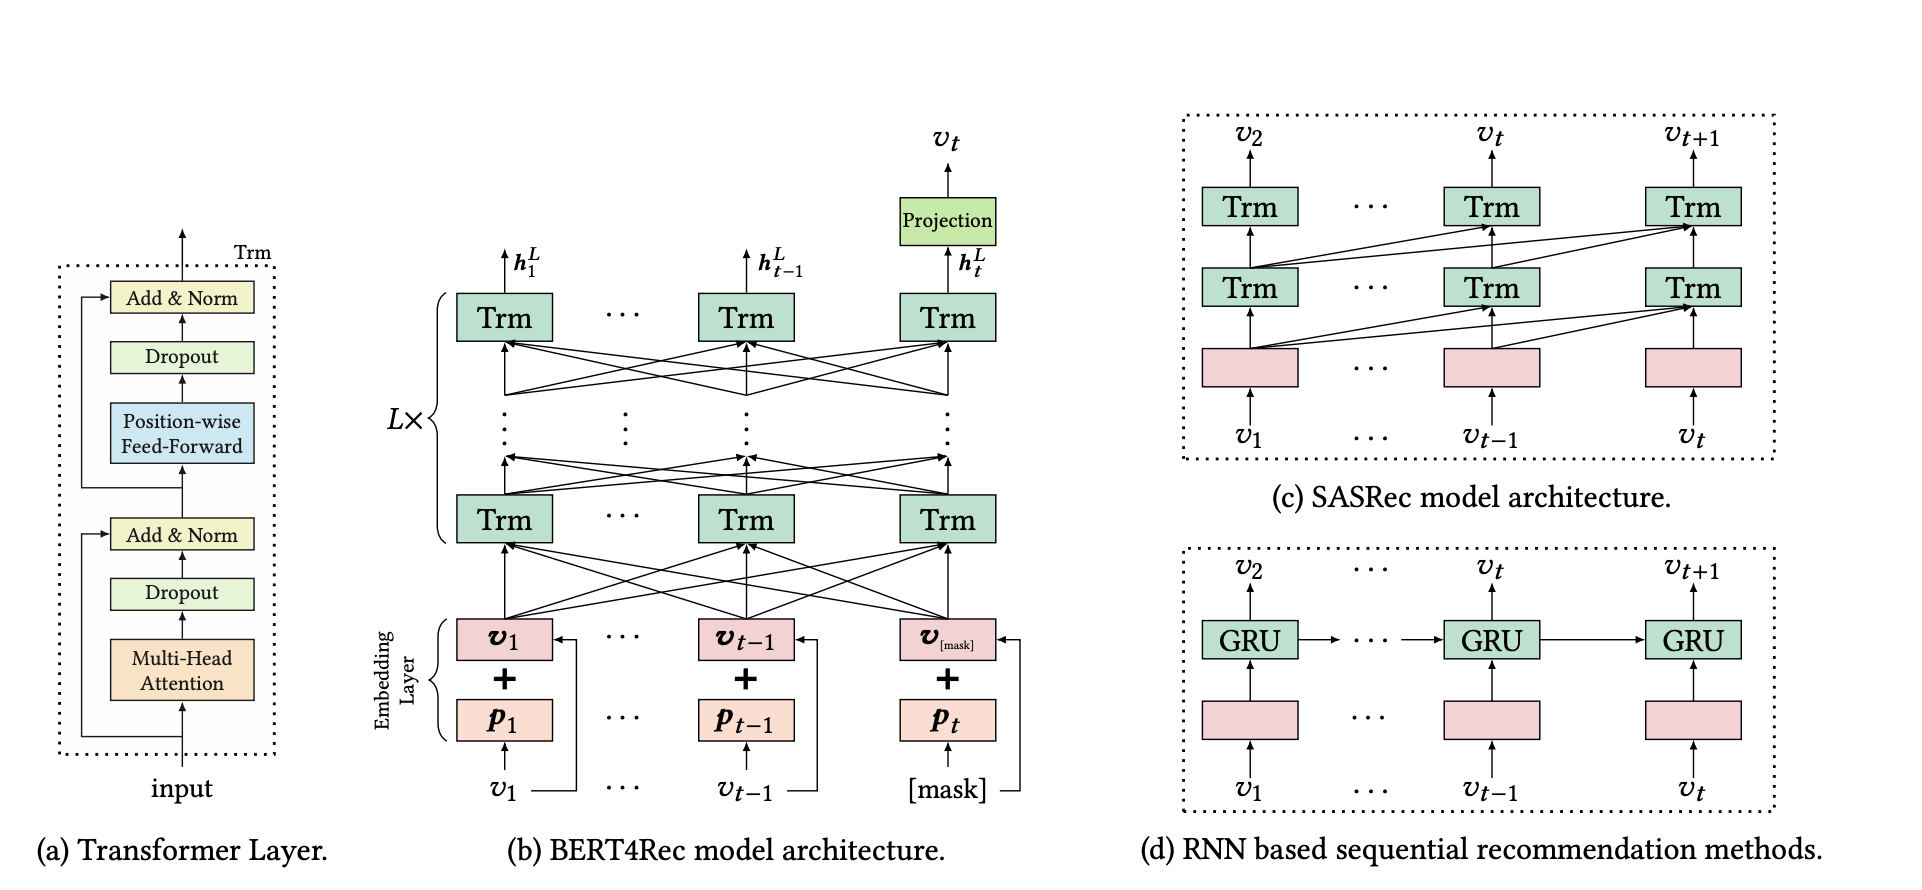 Trm
Add & Norm
Dropout
Position-wise
Feed-Forward
Add & Norm
Dropout
Multi-Head
Attention
input
(a) Transformer Layer.
v_t
Projection
h_1^L h_{t-1}^L h_t^L
Trm ... Trm Trm
L×
Trm ... Trm Trm
Embedding
Layer
v_1 ... v_{t-1} v_{[mask]}
+ + +
p_1 ... p_{t-1} p_t
v_1 ... v_{t-1} [mask]
(b) BERT4Rec model architecture.
v_2 v_t v_{t+1}
Trm ... Trm Trm
Trm ... Trm Trm
...
v_1 ... v_{t-1} v_t
(c) SASRec model architecture.
v_2 ... v_t v_{t+1}
GRU ... GRU GRU
...
v_1 ... v_{t-1} v_t
(d) RNN based sequential recommendation methods.